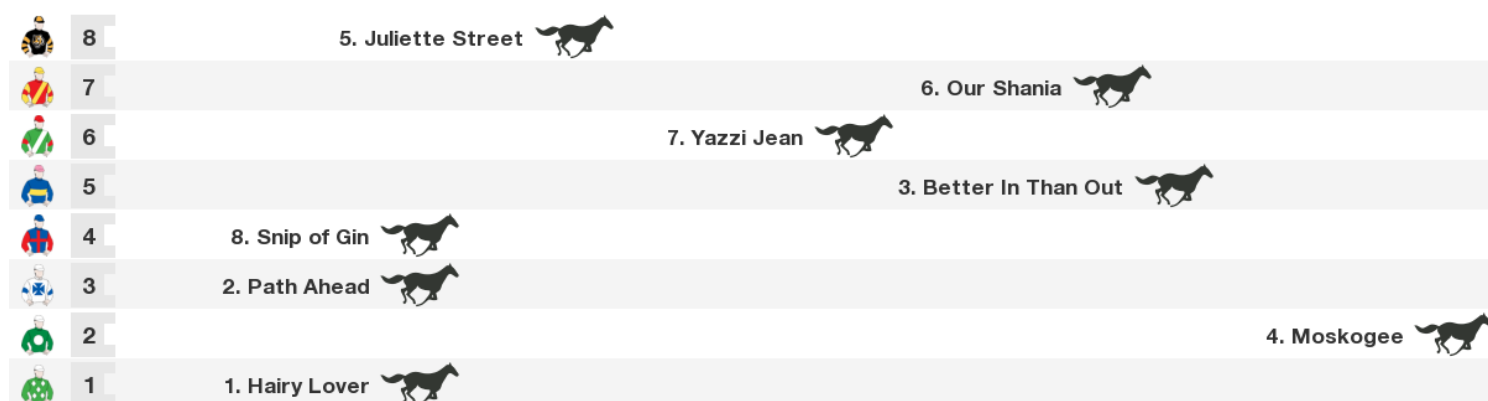 8 5. Juliette Street
7 6. Our Shania
6 7. Yazzi Jean
5 3. Better In Than Out
4 8. Snip of Gin
3 2. Path Ahead
2 4. Moskogee
1 1. Hairy Lover